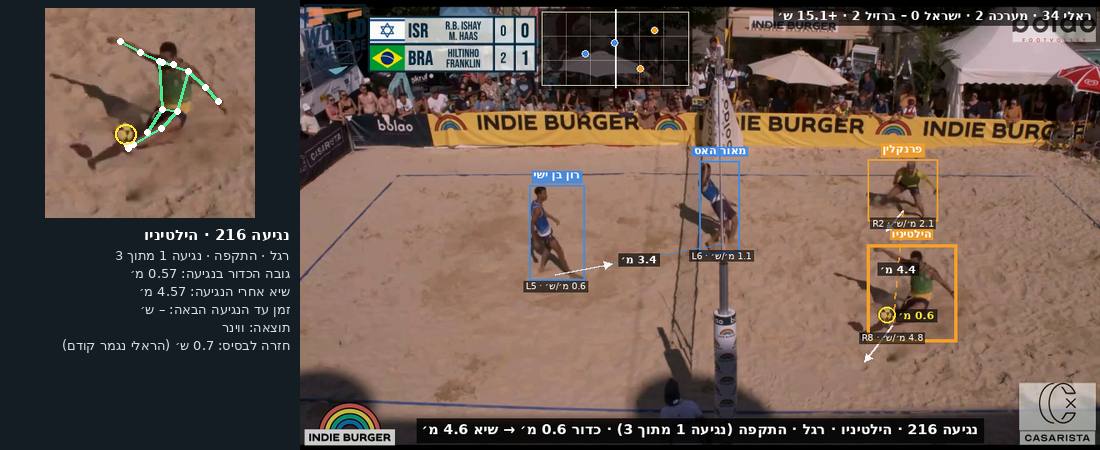 ראלי 34 · מערכה 2 · ישראל 0 – ברזיל 2 · +15.1 ש׳
ISR R.B. ISHAY M. HAAS 0 0
BRA HILTINHO FRANKLIN 2 1
INDIE BURGER
bolao
FOOTVOLLEY
bolao
INDIE BURGER
INDIE BURGER
INDIE BURGER
CASARISTA
מאור האס
פרנקלין
רון בן ישי
R2 · 2.1 מ׳/ש׳
הילטיניו
L6 · 1.1 מ׳/ש׳
3.4 מ׳
4.4 מ׳
L5 · 0.6 מ׳/ש׳
0.6 מ׳
R8 · 4.8 מ׳/ש׳
נגיעה 216 · הילטיניו
רגל · התקפה · נגיעה 1 מתוך 3
גובה הכדור בנגיעה: 0.57 מ׳
שיא אחרי הנגיעה: 4.57 מ׳
זמן עד הנגיעה הבאה: – ש׳
תוצאה: ווינר
חזרה לבסיס: 0.7 ש׳ (הראלי נגמר קודם)
נגיעה 216 · הילטיניו · רגל · התקפה (נגיעה 1 מתוך 3) · כדור 0.6 מ׳ → שיא 4.6 מ׳
INDIE BURGER
CASARISTA